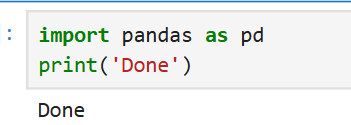 :
import pandas as pd
print('Done')
Done